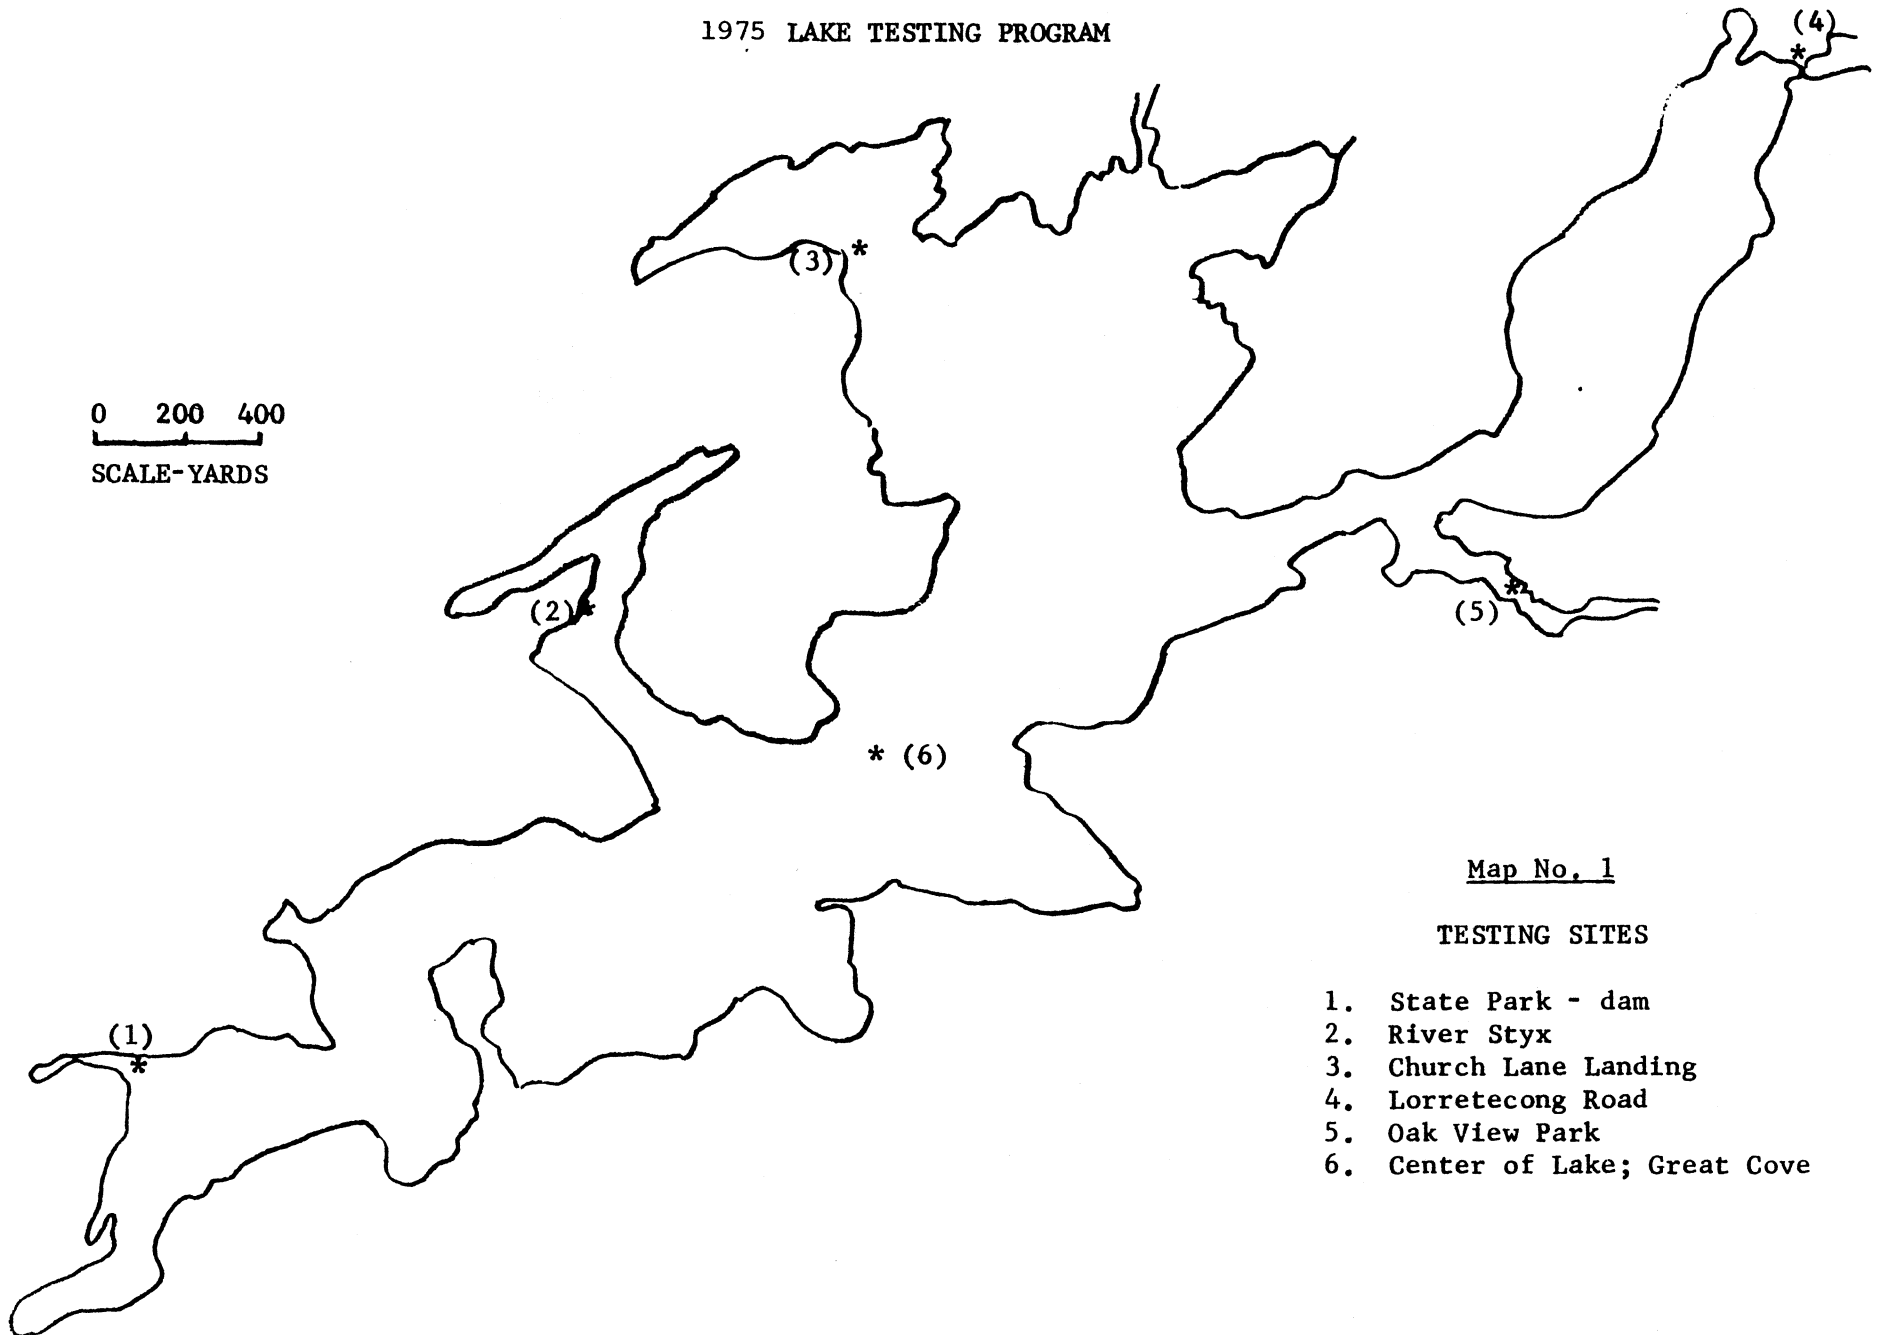 1975 LAKE TESTING PROGRAM
(4)
*
(3) *
0 200 400
SCALE-YARDS
(2) *
*
(5)
* (6)
(1)
*
Map No. 1
TESTING SITES
1. State Park - dam
2. River Styx
3. Church Lane Landing
4. Lorretecong Road
5. Oak View Park
6. Center of Lake; Great Cove